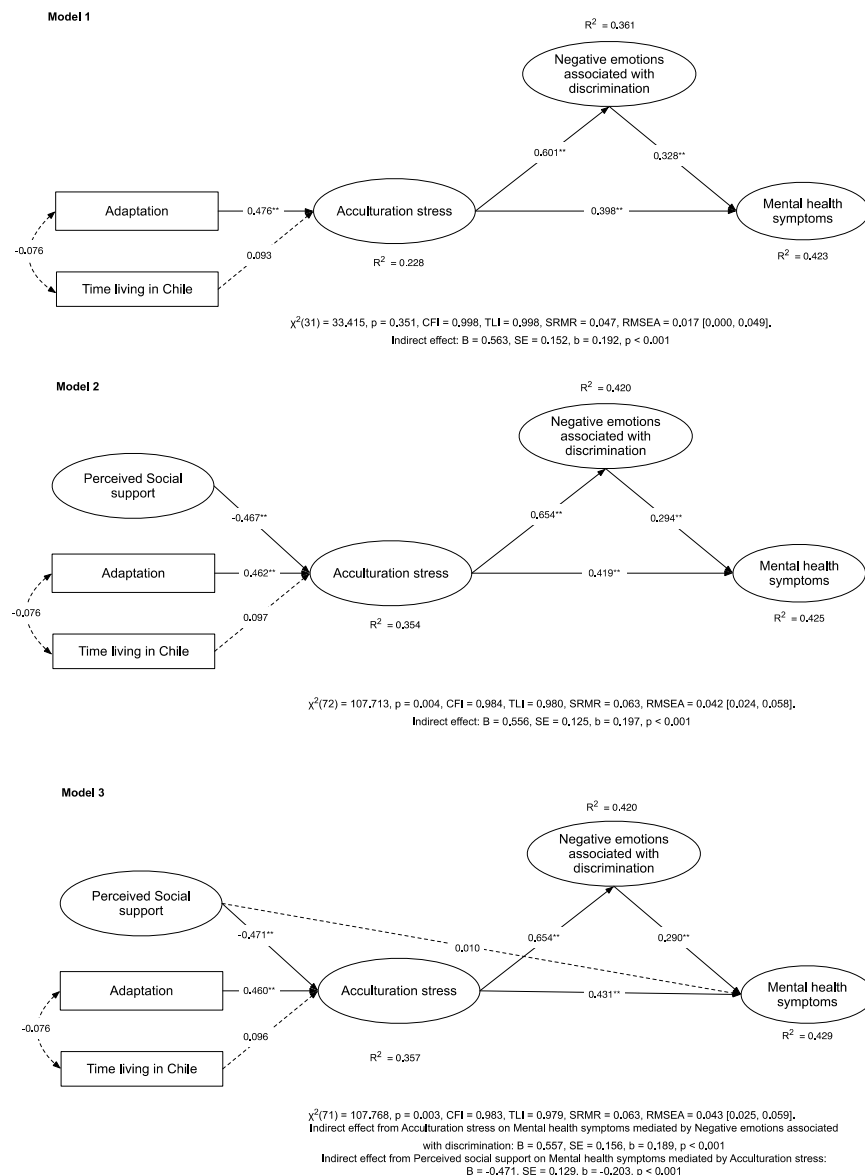 Model 1
R² = 0.361
Negative emotions
associated with
discrimination
0.601**
0.328**
Adaptation
0.476**
Acculturation stress
0.398**
Mental health
symptoms
-0.076
0.093
R² = 0.228
R² = 0.423
Time living in Chile
χ²(31) = 33.415, p = 0.351, CFI = 0.998, TLI = 0.998, SRMR = 0.047, RMSEA = 0.017 [0.000, 0.049].
Indirect effect: B = 0.563, SE = 0.152, b = 0.192, p < 0.001
Model 2
R² = 0.420
Negative emotions
associated with
discrimination
Perceived Social
support
-0.467**
0.654**
0.294**
Adaptation
0.462**
Acculturation stress
0.419**
Mental health
symptoms
-0.076
0.097
R² = 0.354
R² = 0.425
Time living in Chile
χ²(72) = 107.713, p = 0.004, CFI = 0.984, TLI = 0.980, SRMR = 0.063, RMSEA = 0.042 [0.024, 0.058].
Indirect effect: B = 0.556, SE = 0.125, b = 0.197, p < 0.001
Model 3
R² = 0.420
Negative emotions
associated with
discrimination
Perceived Social
support
-0.471**
0.010
0.654**
0.290**
Adaptation
0.460**
Acculturation stress
0.431**
Mental health
symptoms
-0.076
0.096
R² = 0.357
R² = 0.429
Time living in Chile
χ²(71) = 107.768, p = 0.003, CFI = 0.983, TLI = 0.979, SRMR = 0.063, RMSEA = 0.043 [0.025, 0.059].
Indirect effect from Acculturation stress on Mental health symptoms mediated by Negative emotions associated
with discrimination: B = 0.557, SE = 0.156, b = 0.189, p < 0.001
Indirect effect from Perceived social support on Mental health symptoms mediated by Acculturation stress:
B = -0.471, SE = 0.129, b = -0.203, p < 0.001